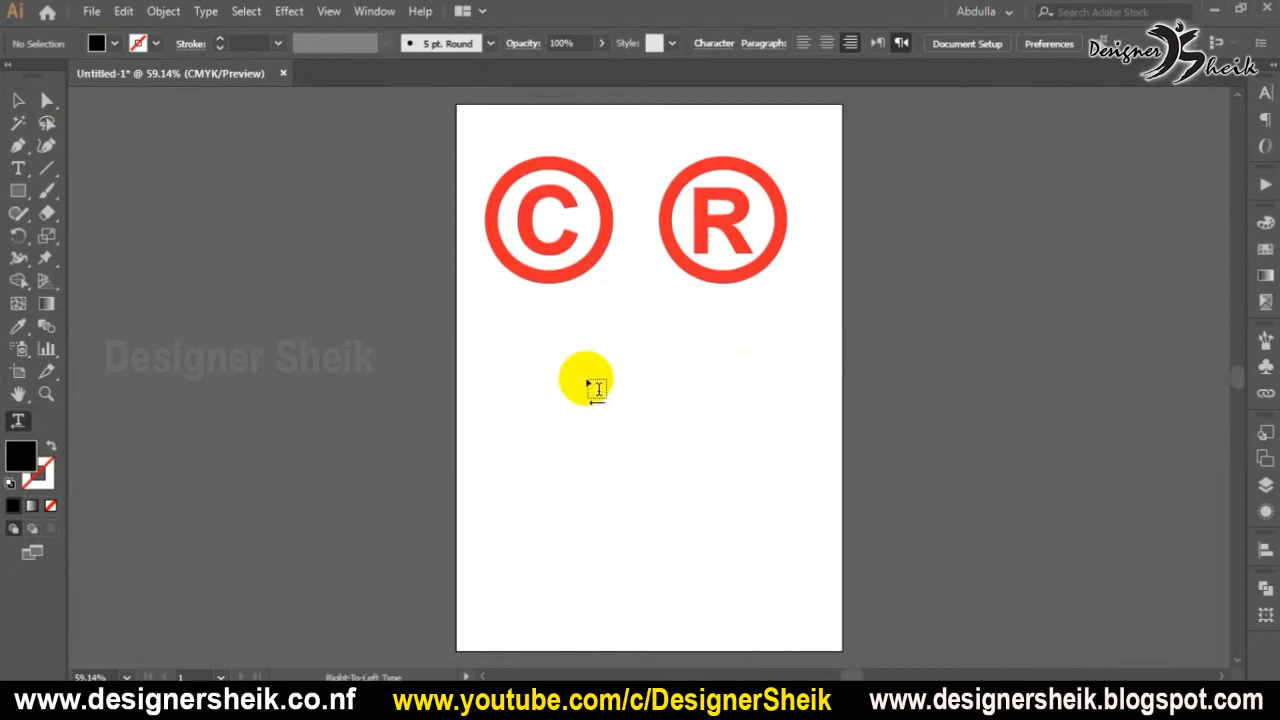 Ai File Edit Object Type Select Effect View Window Help Abdulla Search Adobe Stock
No Selection Stroke: 5 pt. Round Opacity: 100% Style: Character Paragraph: Document Setup Preferences
Designer Sheik
Untitled-1* @ 59.14% (CMYK/Preview)
© ®
Designer Sheik
59.14% 1 Right-To-Left Type
www.designersheik.co.nf www.youtube.com/c/DesignerSheik www.designersheik.blogspot.com